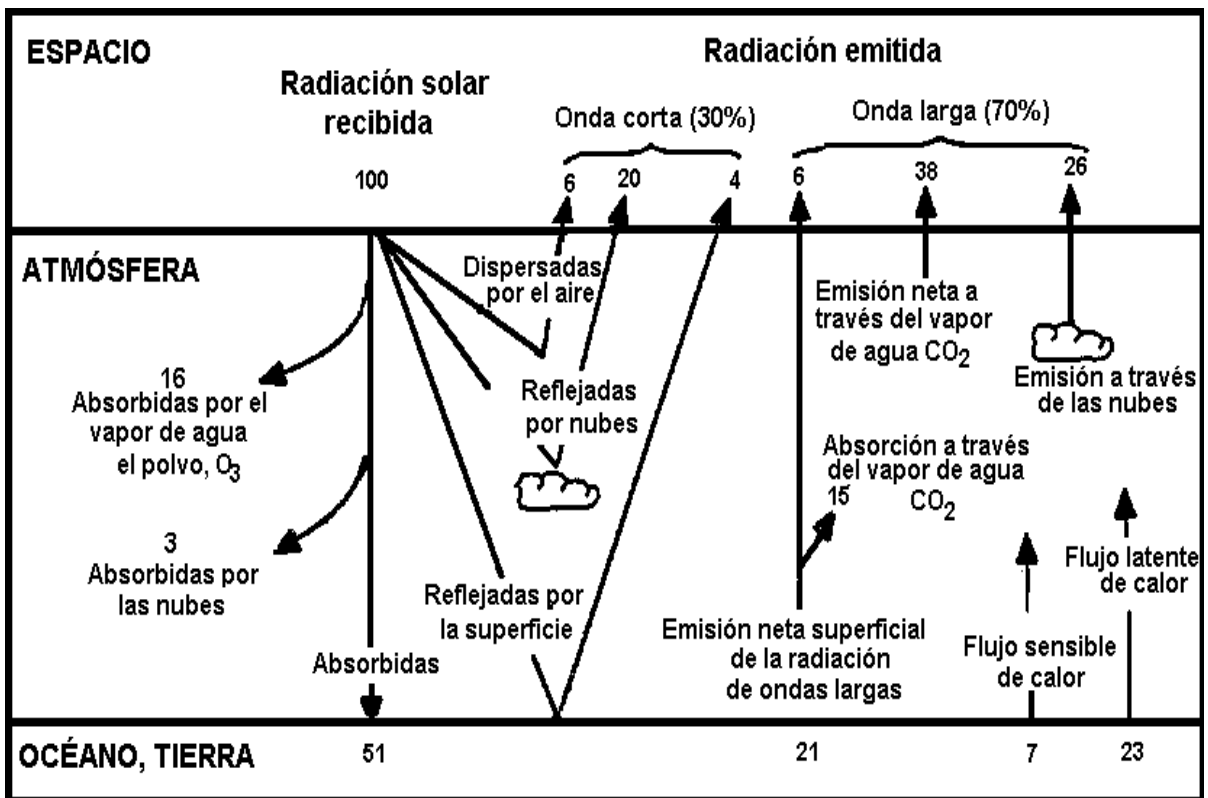 ESPACIO
Radiación solar
recibida
100
Radiación emitida
Onda corta (30%)
6 20 4
Onda larga (70%)
6 38 26
ATMÓSFERA
16
Absorbidas por el
vapor de agua
el polvo, O3
3
Absorbidas por
las nubes
Absorbidas
Dispersadas
por el aire
Reflejadas
por nubes
Reflejadas por
la superficie
Emisión neta a
través del vapor
de agua CO2
Emisión a través
de las nubes
Absorción a través
del vapor de agua
15 CO2
Emisión neta superficial
de la radiación
de ondas largas
Flujo sensible
de calor
Flujo latente
de calor
OCÉANO, TIERRA
51 21 7 23